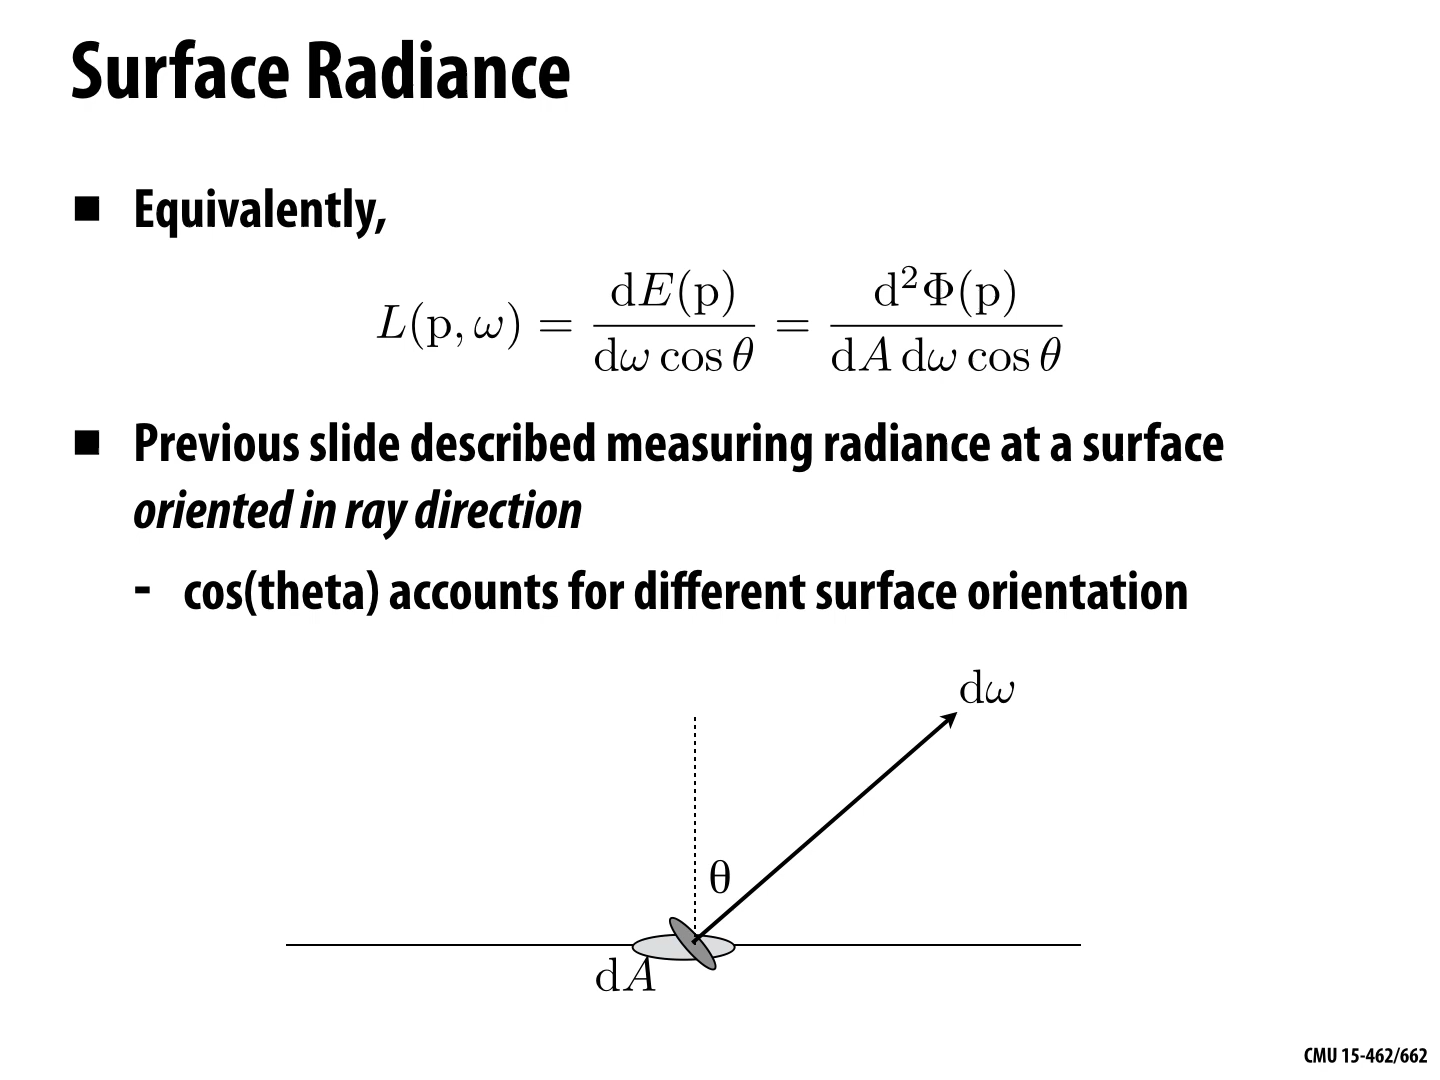 Surface Radiance
■ Equivalently,
L(p, ω) = dE(p) / (dω cos θ) = d²Φ(p) / (dA dω cos θ)
■ Previous slide described measuring radiance at a surface
oriented in ray direction
- cos(theta) accounts for different surface orientation
dω
θ
dA
CMU 15-462/662